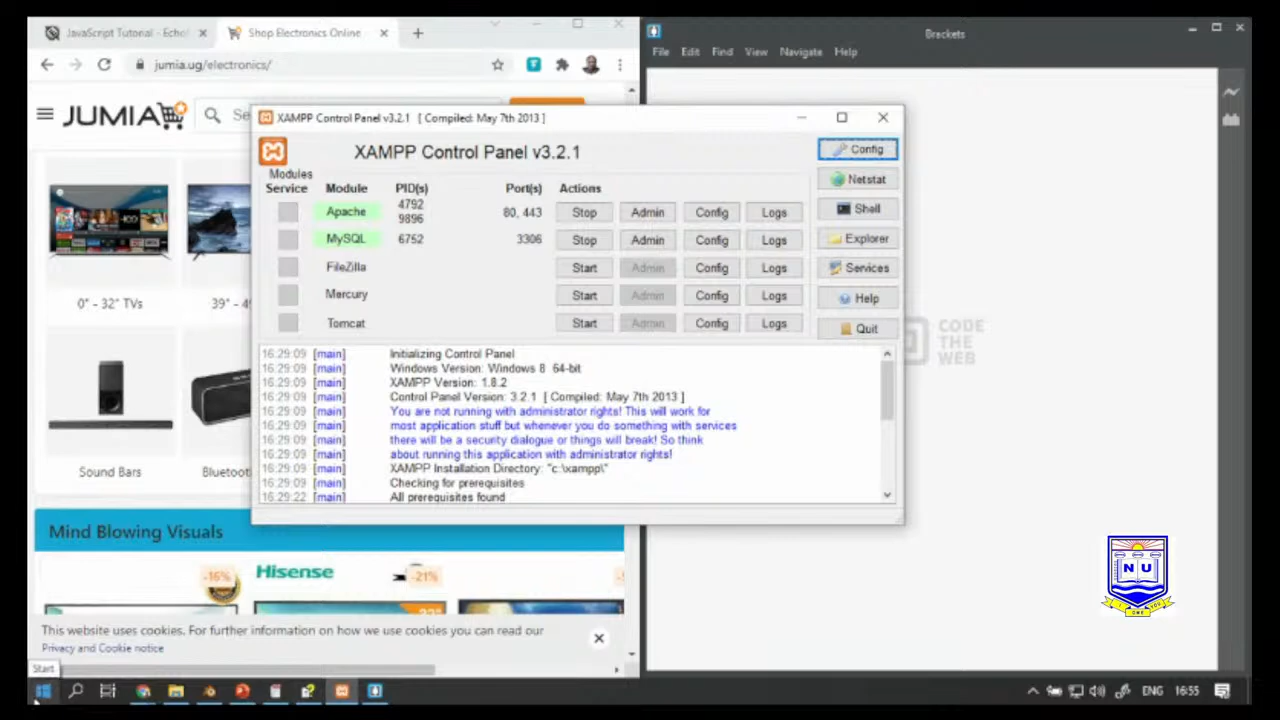 JavaScript Tutorial - Echo!
Shop Electronics Online
jumia.ug/electronics/
JUMIA
Se
0" - 32" TVs
39" - 4
Sound Bars
Bluetoot
Mind Blowing Visuals
-16%
Hisense
-21%
This website uses cookies. For further information on how we use cookies you can read our
Privacy and Cookie notice
Start
Brackets
File Edit Find View Navigate Help
CODE
THE
WEB
XAMPP Control Panel v3.2.1 [ Compiled: May 7th 2013 ]
XAMPP Control Panel v3.2.1
Modules
Service Module PID(s) Port(s) Actions
Apache 4792 9896 80, 443 Stop Admin Config Logs
MySQL 6752 3306 Stop Admin Config Logs
FileZilla Start Admin Config Logs
Mercury Start Admin Config Logs
Tomcat Start Admin Config Logs
Config
Netstat
Shell
Explorer
Services
Help
Quit
16:29:09 [main] Initializing Control Panel
16:29:09 [main] Windows Version: Windows 8 64-bit
16:29:09 [main] XAMPP Version: 1.8.2
16:29:09 [main] Control Panel Version: 3.2.1 [ Compiled: May 7th 2013 ]
16:29:09 [main] You are not running with administrator rights! This will work for
16:29:09 [main] most application stuff but whenever you do something with services
16:29:09 [main] there will be a security dialogue or things will break! So think
16:29:09 [main] about running this application with administrator rights!
16:29:09 [main] XAMPP Installation Directory: "c:\xampp\"
16:29:09 [main] Checking for prerequisites
16:29:22 [main] All prerequisites found
N U
ENG 16:55